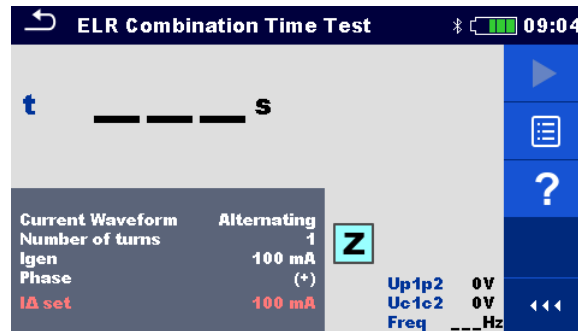 ELR Combination Time Test 09:04
t ___ s
?
Current Waveform Alternating
Number of turns 1
Igen 100 mA
Phase (+)
IΔ set 100 mA
Z
Up1p2 0V
Uc1c2 0V
Freq ___Hz